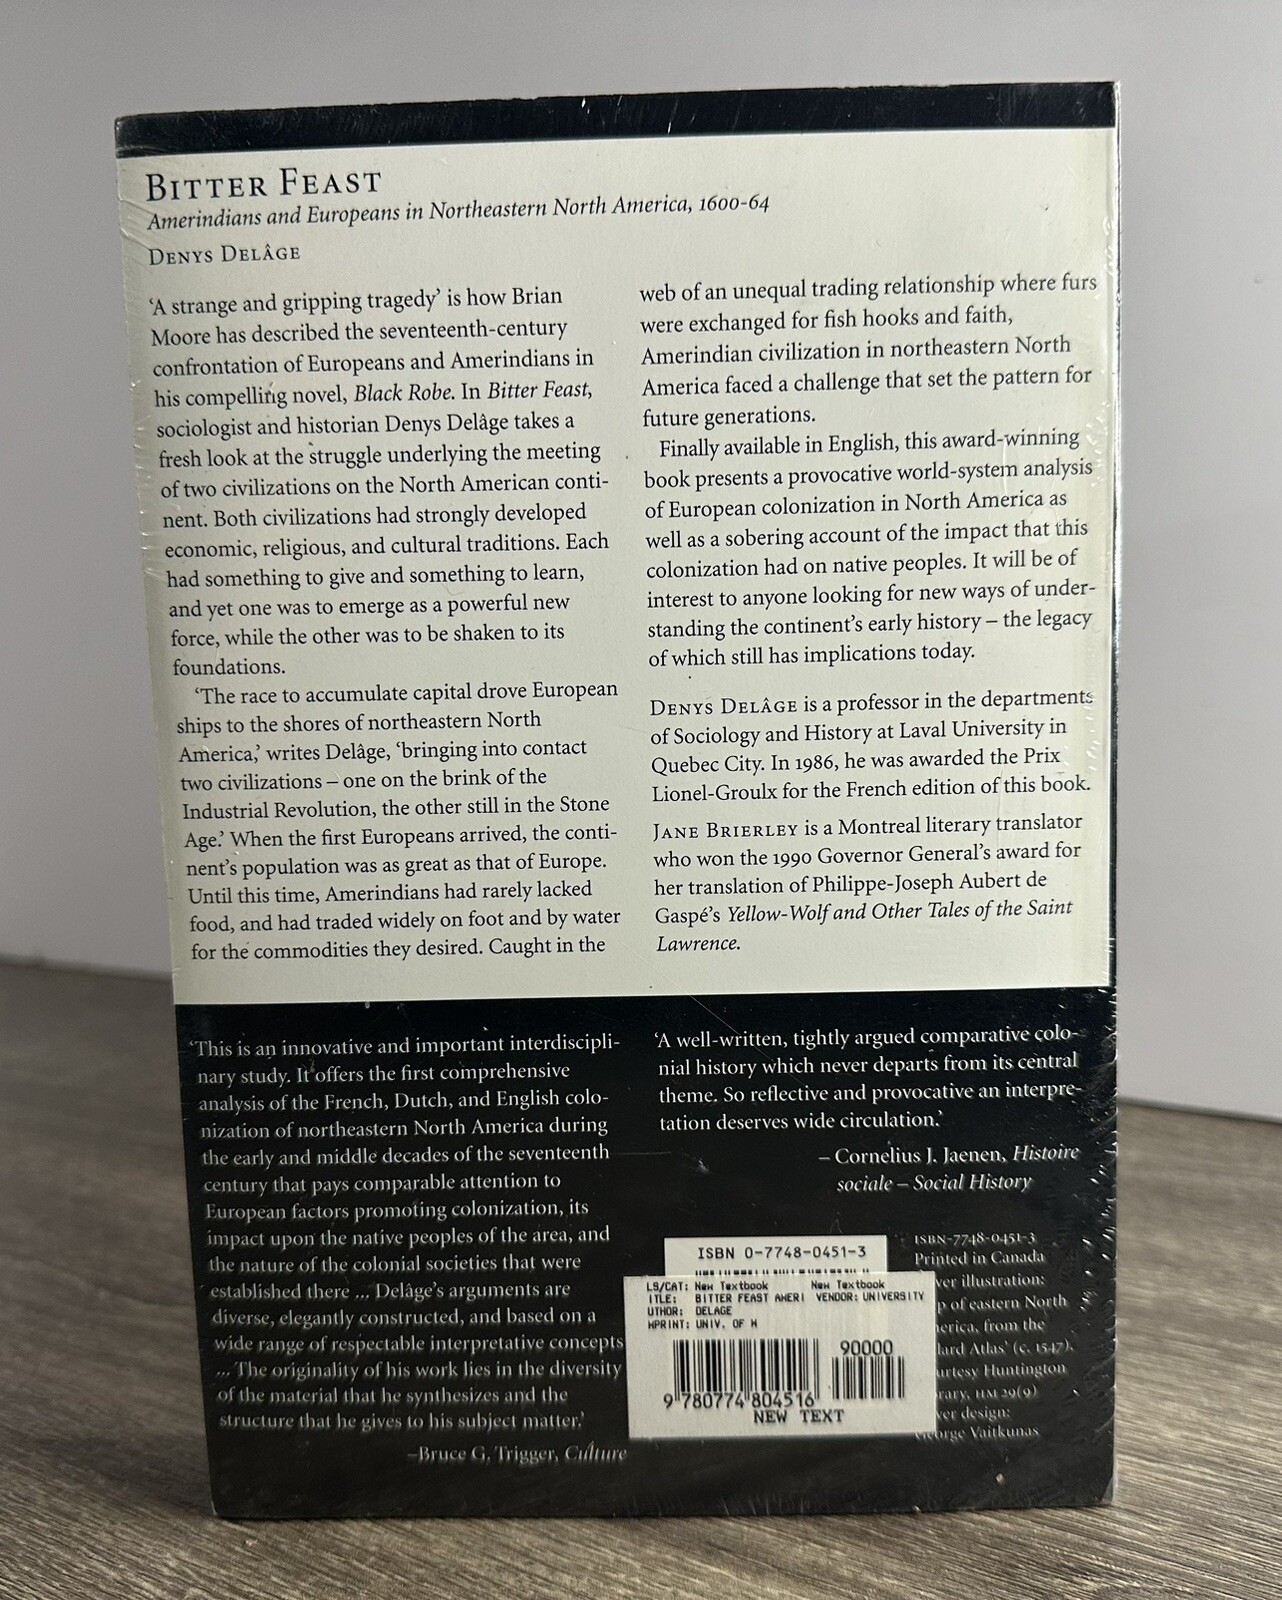 BITTER FEAST
Amerindians and Europeans in Northeastern North America, 1600-64
DENYS DELÂGE
‘A strange and gripping tragedy’ is how Brian
Moore has described the seventeenth-century
confrontation of Europeans and Amerindians in
his compelling novel, Black Robe. In Bitter Feast,
sociologist and historian Denys Delâge takes a
fresh look at the struggle underlying the meeting
of two civilizations on the North American conti-
nent. Both civilizations had strongly developed
economic, religious, and cultural traditions. Each
had something to give and something to learn,
and yet one was to emerge as a powerful new
force, while the other was to be shaken to its
foundations.
‘The race to accumulate capital drove European
ships to the shores of northeastern North
America,’ writes Delâge, ‘bringing into contact
two civilizations – one on the brink of the
Industrial Revolution, the other still in the Stone
Age.’ When the first Europeans arrived, the conti-
nent’s population was as great as that of Europe.
Until this time, Amerindians had rarely lacked
food, and had traded widely on foot and by water
for the commodities they desired. Caught in the
web of an unequal trading relationship where furs
were exchanged for fish hooks and faith,
Amerindian civilization in northeastern North
America faced a challenge that set the pattern for
future generations.
Finally available in English, this award-winning
book presents a provocative world-system analysis
of European colonization in North America as
well as a sobering account of the impact that this
colonization had on native peoples. It will be of
interest to anyone looking for new ways of under-
standing the continent’s early history – the legacy
of which still has implications today.
DENYS DELÂGE is a professor in the departments
of Sociology and History at Laval University in
Quebec City. In 1986, he was awarded the Prix
Lionel-Groulx for the French edition of this book.
JANE BRIERLEY is a Montreal literary translator
who won the 1990 Governor General’s award for
her translation of Philippe-Joseph Aubert de
Gaspé’s Yellow-Wolf and Other Tales of the Saint
Lawrence.
‘This is an innovative and important interdiscipli-
nary study. It offers the first comprehensive
analysis of the French, Dutch, and English colo-
nization of northeastern North America during
the early and middle decades of the seventeenth
century that pays comparable attention to
European factors promoting colonization, its
impact upon the native peoples of the area, and
the nature of the colonial societies that were
established there ... Delâge’s arguments are
diverse, elegantly constructed, and based on a
wide range of respectable interpretative concepts
... The originality of his work lies in the diversity
of the material that he synthesizes and the
structure that he gives to his subject matter.’
–Bruce G. Trigger, Culture
‘A well-written, tightly argued comparative colo-
nial history which never departs from its central
theme. So reflective and provocative an interpre-
tation deserves wide circulation.’
– Cornelius J. Jaenen, Histoire
sociale – Social History
ISBN 0-7748-0451-3
LS/CAT: New Textbook New Textbook
ITLE: BITTER FEAST AMERI VENDOR: UNIVERSITY
UTHOR: DELAGE
MPRINT: UNIV. OF W
90000
9 780774 804516
NEW TEXT
ISBN-7748-0451-3
Printed in Canada
ver illustration:
p of eastern North
erica, from the
lard Atlas’ (c. 1547).
urtesy Huntington
rary, HM 29(9)
ver design:
George Vaitkunas